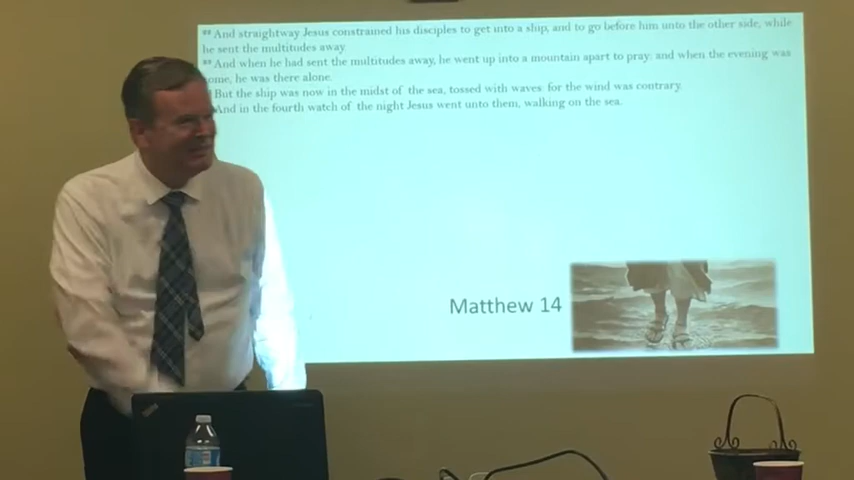 And straightway Jesus constrained his disciples to get into a ship, and to go before him unto the other side, while
he sent the multitudes away
And when he had sent the multitudes away, he went up into a mountain apart to pray: and when the evening was
ome, he was there alone.
But the ship was now in the midst of the sea, tossed with waves for the wind was contrary.
And in the fourth watch of the night Jesus went unto them, walking on the sea.
Matthew 14